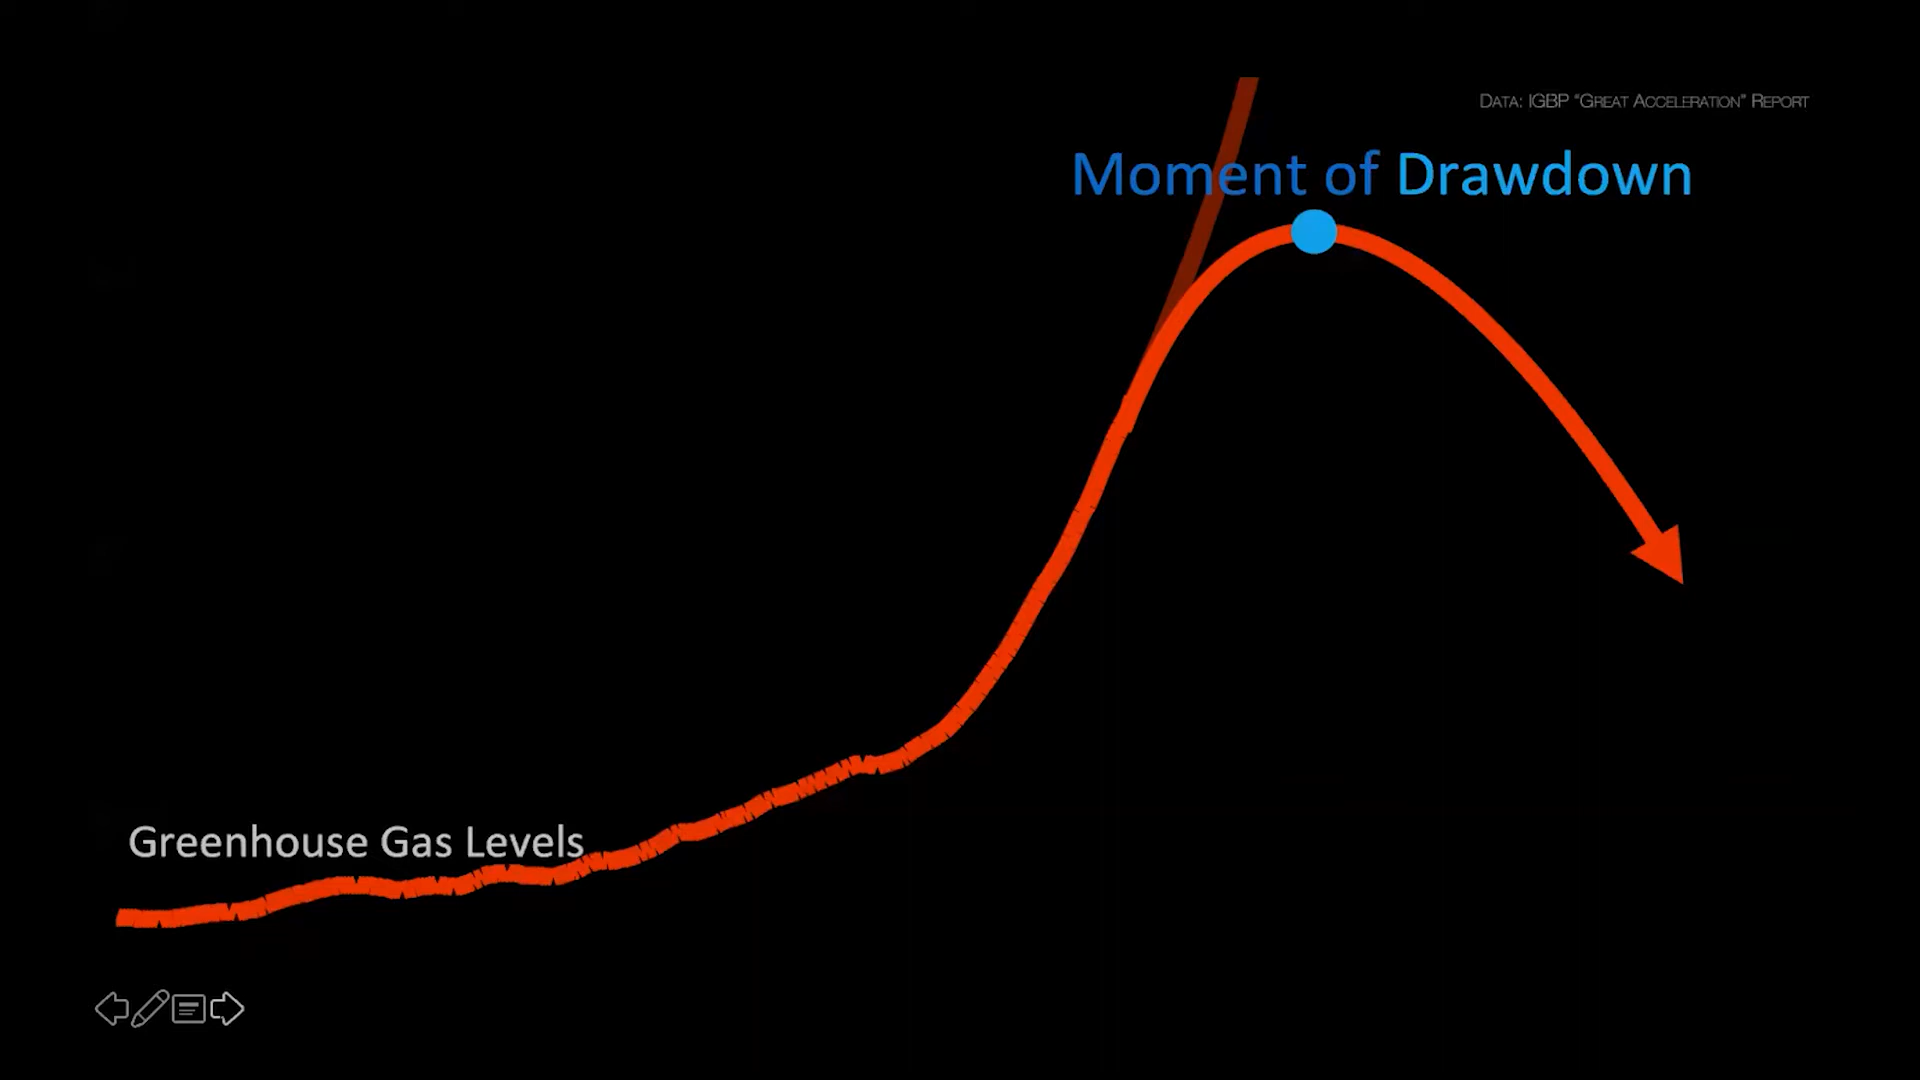 Data: IGBP "Great Acceleration" Report
Moment of Drawdown
Greenhouse Gas Levels